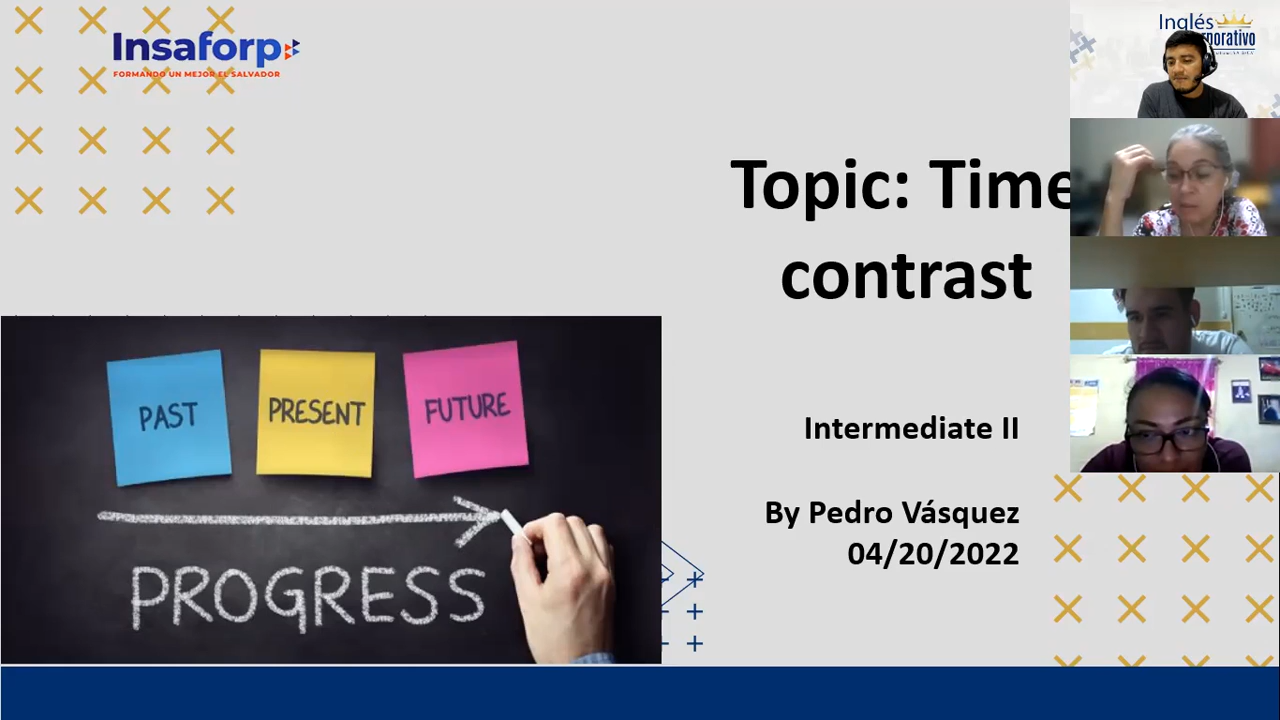 Insaforp
FORMANDO UN MEJOR EL SALVADOR
Inglés
Topic: Time
contrast
PAST
PRESENT
FUTURE
PROGRESS
Intermediate II
By Pedro Vásquez
04/20/2022